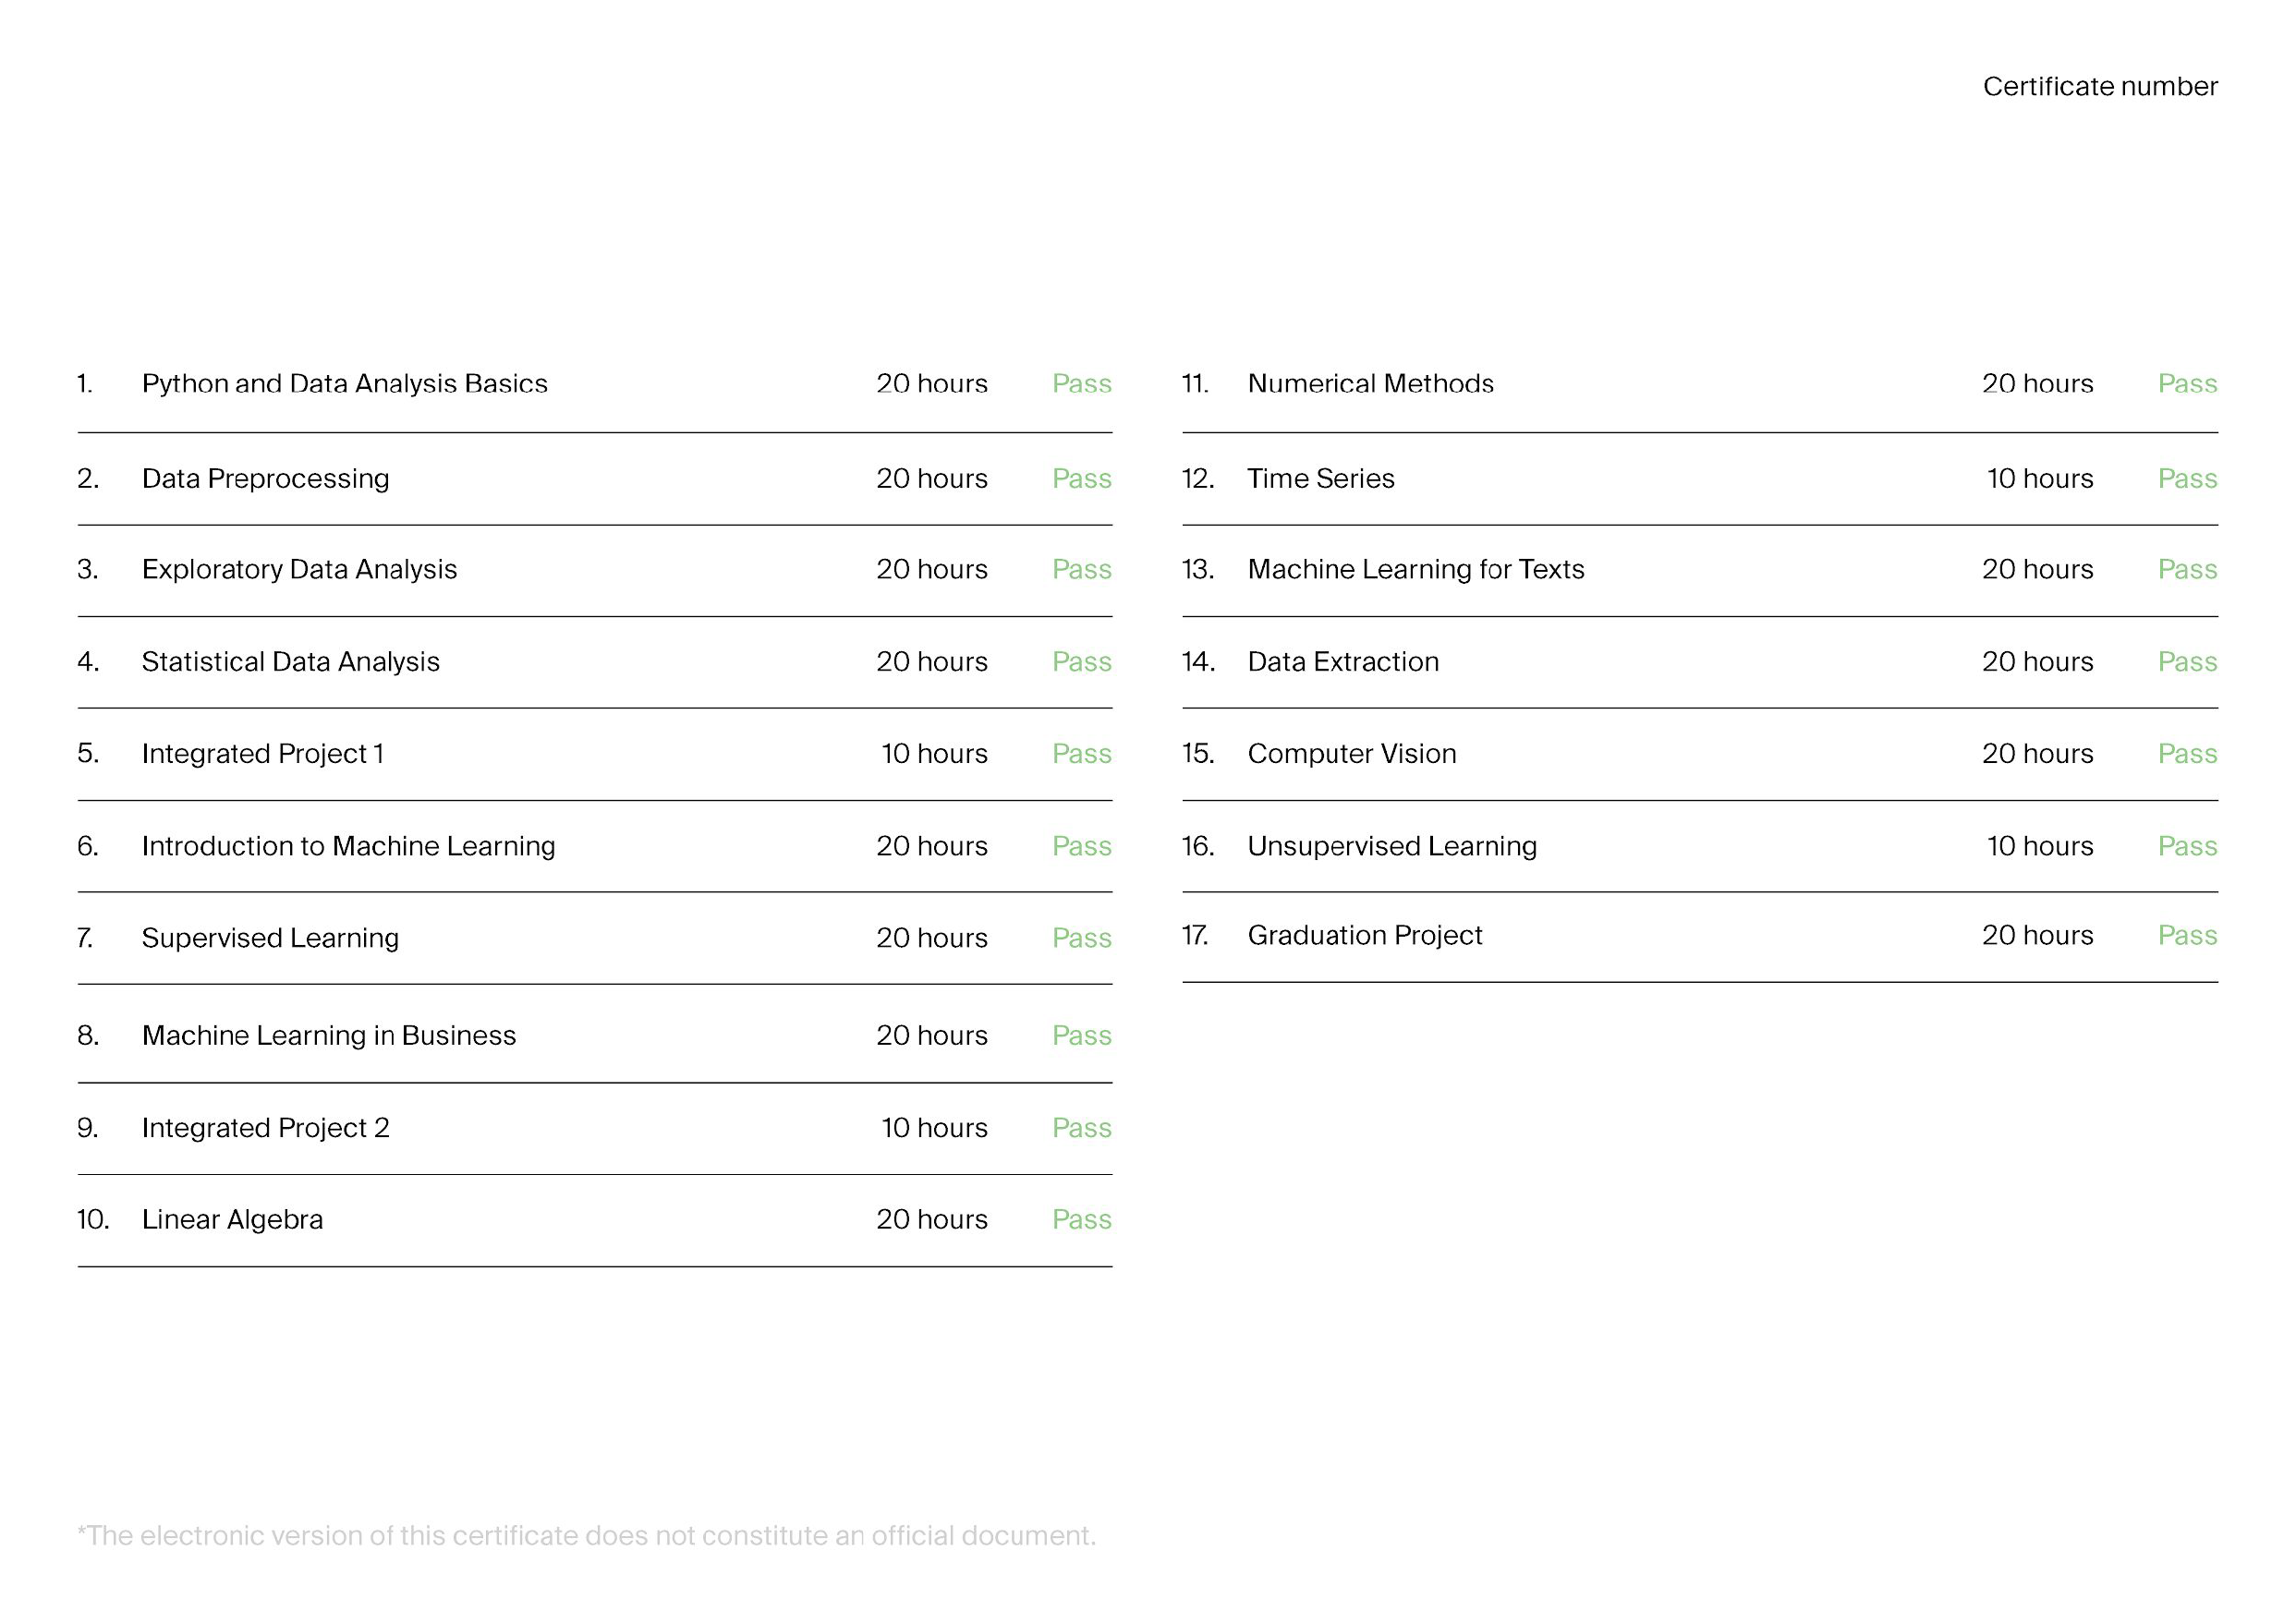 Certificate number
1. Python and Data Analysis Basics 20 hours Pass
2. Data Preprocessing 20 hours Pass
3. Exploratory Data Analysis 20 hours Pass
4. Statistical Data Analysis 20 hours Pass
5. Integrated Project 1 10 hours Pass
6. Introduction to Machine Learning 20 hours Pass
7. Supervised Learning 20 hours Pass
8. Machine Learning in Business 20 hours Pass
9. Integrated Project 2 10 hours Pass
10. Linear Algebra 20 hours Pass
11. Numerical Methods 20 hours Pass
12. Time Series 10 hours Pass
13. Machine Learning for Texts 20 hours Pass
14. Data Extraction 20 hours Pass
15. Computer Vision 20 hours Pass
16. Unsupervised Learning 10 hours Pass
17. Graduation Project 20 hours Pass
*The electronic version of this certificate does not constitute an official document.